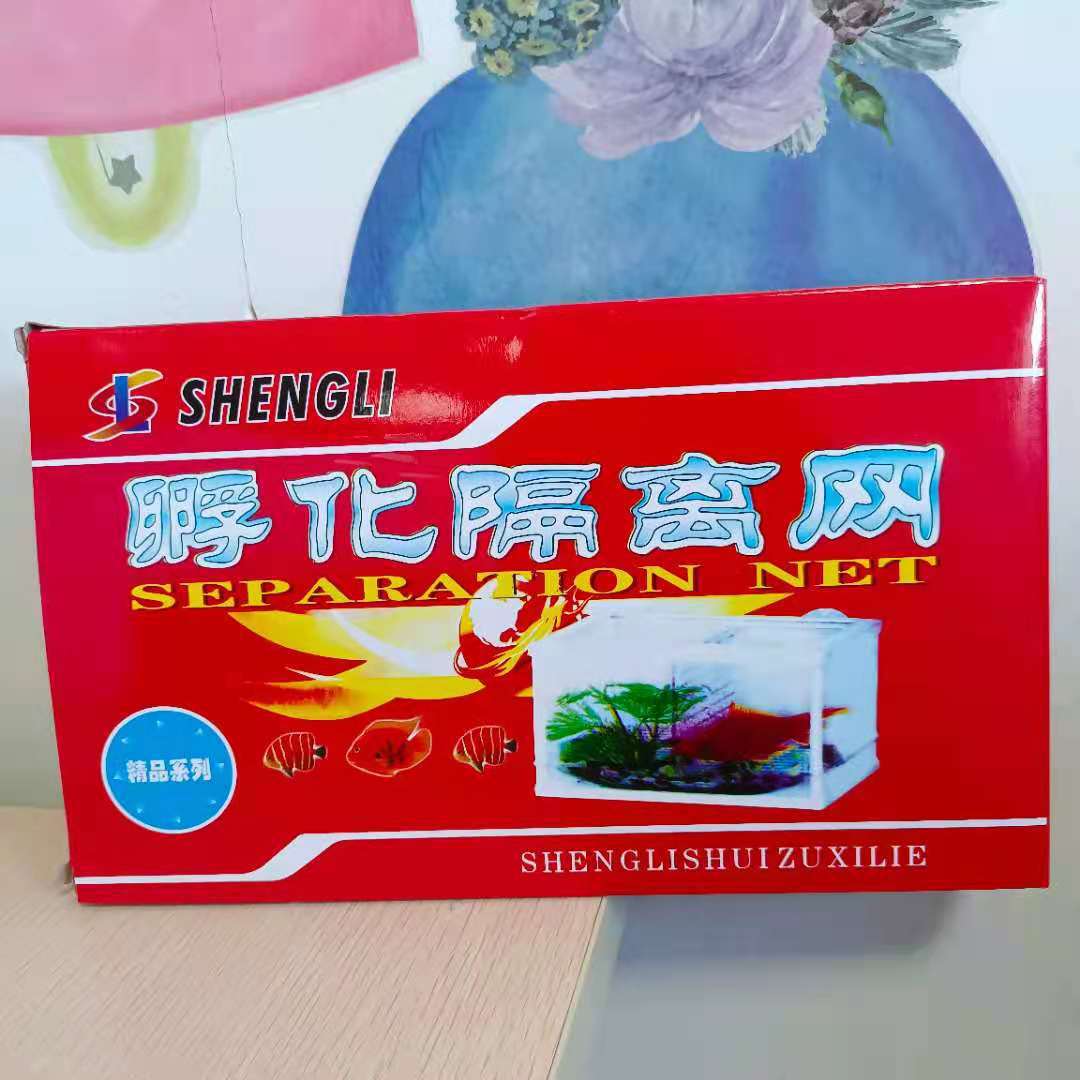 SHENGLI
孵化隔离网
SEPARATION NET
精品系列
SHENGLISHUIZUXILIE